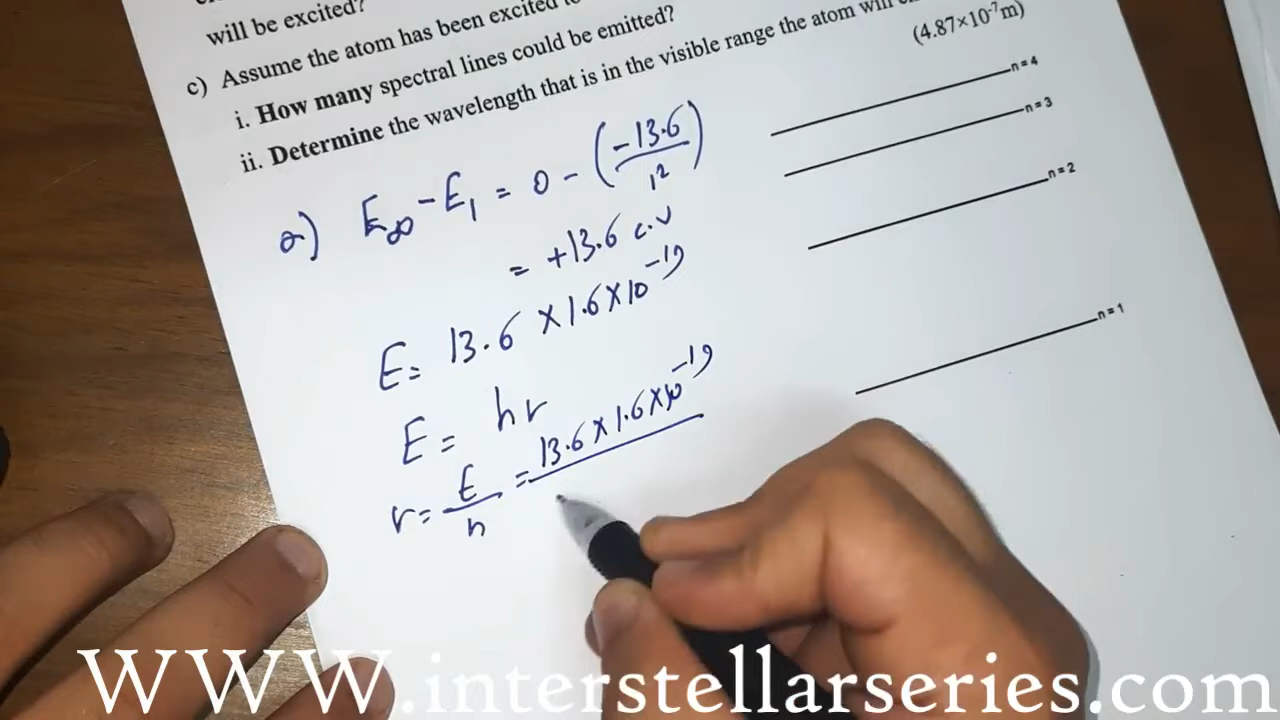 will be excited?
c) Assume the atom has been excited to
i. How many spectral lines could be emitted?
ii. Determine the wavelength that is in the visible range the atom will
(4.87×10⁻⁷m)
n = 4
n = 3
n = 2
n = 1
a) E∞ - E₁ = 0 - (-13.6/1²)
= +13.6 e.v
E = 13.6 × 1.6 × 10⁻¹⁹
E = hr
r = E/h = 13.6 × 1.6 × 10⁻¹⁹
WWW.interstellarseries.com